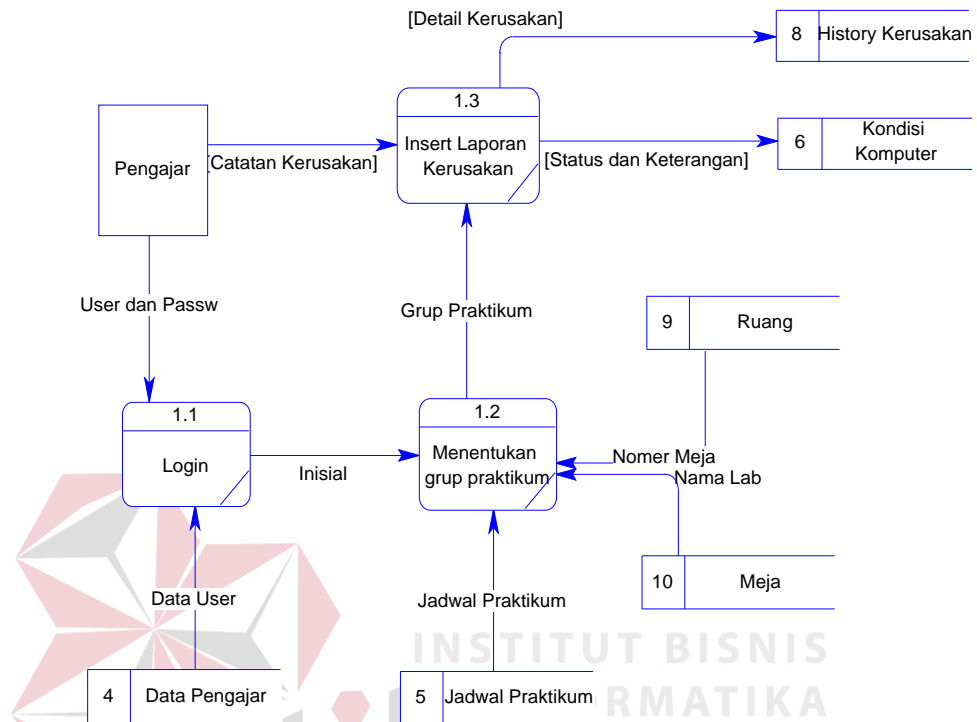 [Detail Kerusakan]
8
History Kerusakan
1.3
Insert Laporan
Kerusakan
Pengajar
[Catatan Kerusakan]
[Status dan Keterangan]
6
Kondisi
Komputer
User dan Passw
Grup Praktikum
9
Ruang
1.1
Login
Inisial
1.2
Menentukan
grup praktikum
Nomer Meja
Nama Lab
10
Meja
Data User
Jadwal Praktikum
INSTITUT BISNIS
4
Data Pengajar
5
Jadwal Praktikum
RMATIKA